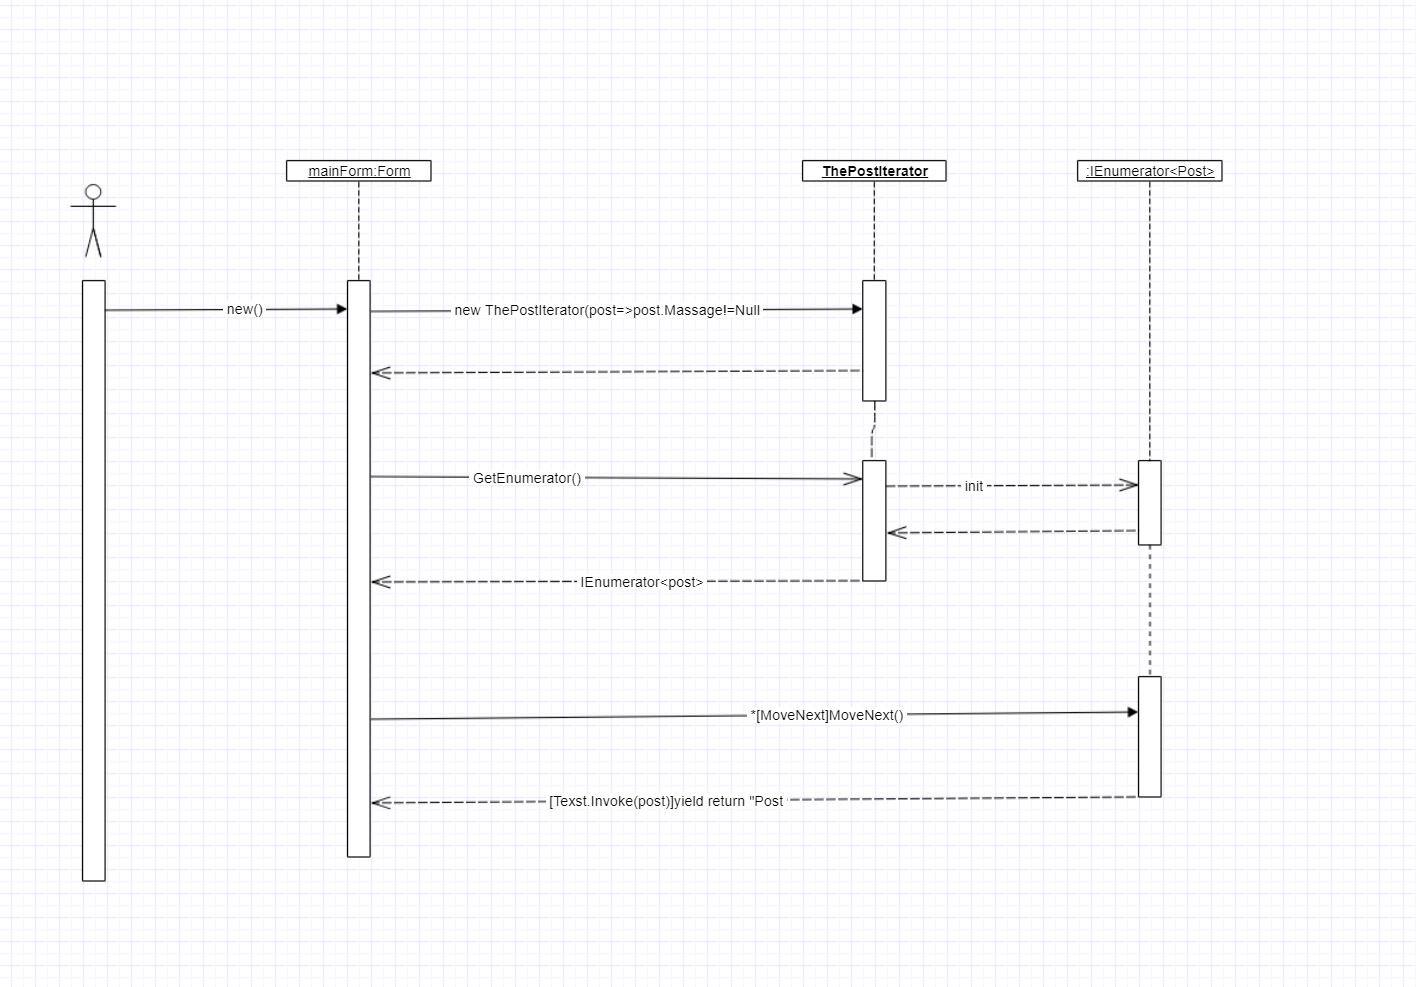 mainForm:Form
ThePostIterator
:IEnumerator<Post>
new()
new ThePostIterator(post=>post.Massage!=Null
GetEnumerator()
init
IEnumerator<post>
*[MoveNext]MoveNext()
[Texst.Invoke(post)]yield return "Post